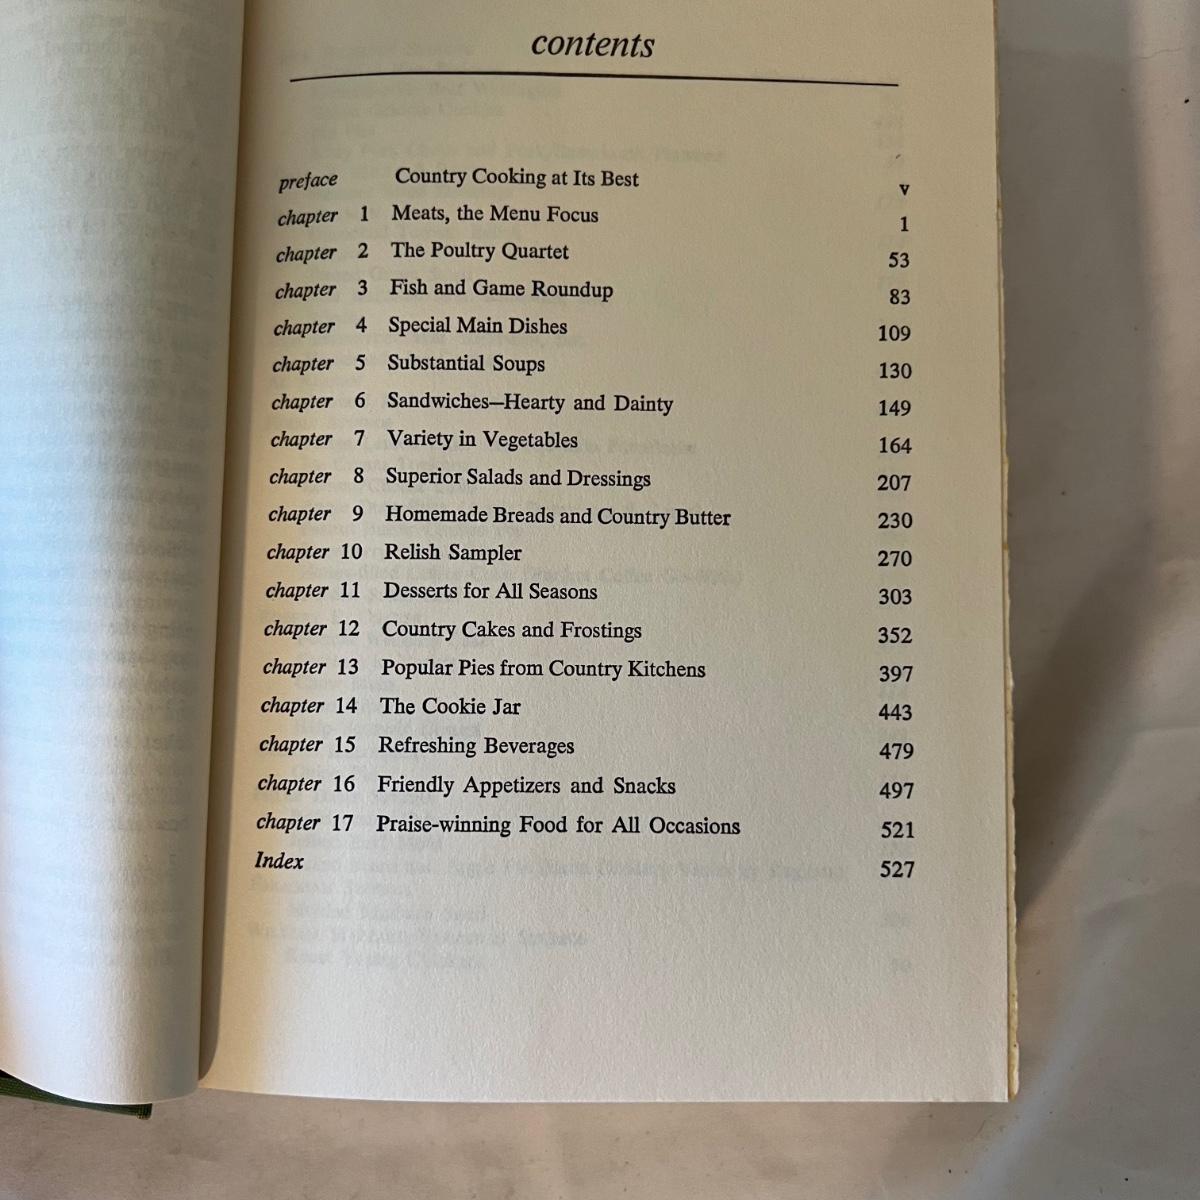 contents
preface Country Cooking at Its Best v
chapter 1 Meats, the Menu Focus 1
chapter 2 The Poultry Quartet 53
chapter 3 Fish and Game Roundup 83
chapter 4 Special Main Dishes 109
chapter 5 Substantial Soups 130
chapter 6 Sandwiches—Hearty and Dainty 149
chapter 7 Variety in Vegetables 164
chapter 8 Superior Salads and Dressings 207
chapter 9 Homemade Breads and Country Butter 230
chapter 10 Relish Sampler 270
chapter 11 Desserts for All Seasons 303
chapter 12 Country Cakes and Frostings 352
chapter 13 Popular Pies from Country Kitchens 397
chapter 14 The Cookie Jar 443
chapter 15 Refreshing Beverages 479
chapter 16 Friendly Appetizers and Snacks 497
chapter 17 Praise-winning Food for All Occasions 521
Index 527